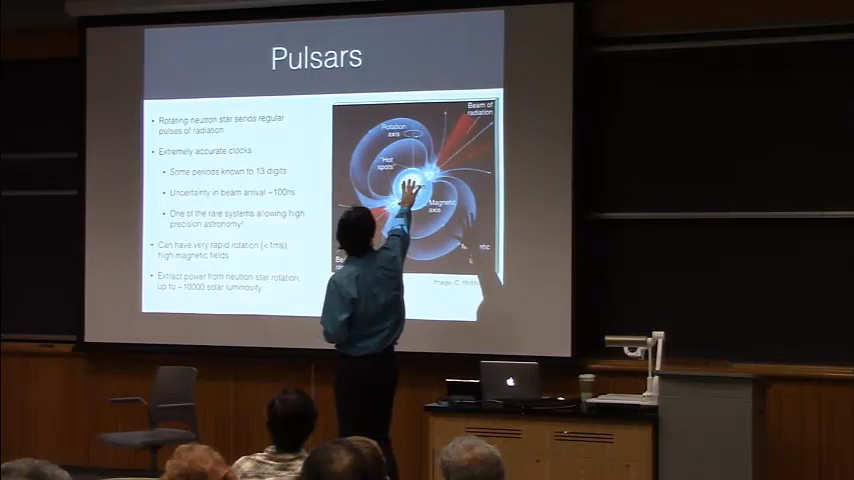 Pulsars
• Rotating neutron star sends regular
pulses of radiation
• Extremely accurate clocks
• Some periods known to 13 digits
• Uncertainty in beam arrival ~100ns
• One of the rare systems allowing high
precision astronomy!
• Can have very rapid rotation (<1ms),
high magnetic fields
• Extract power from neutron star rotation,
up to ~10000 solar luminosity
Beam of
radiation
Rotation
axis
"Hot
spots"
Magnetic
axis
Image: C.